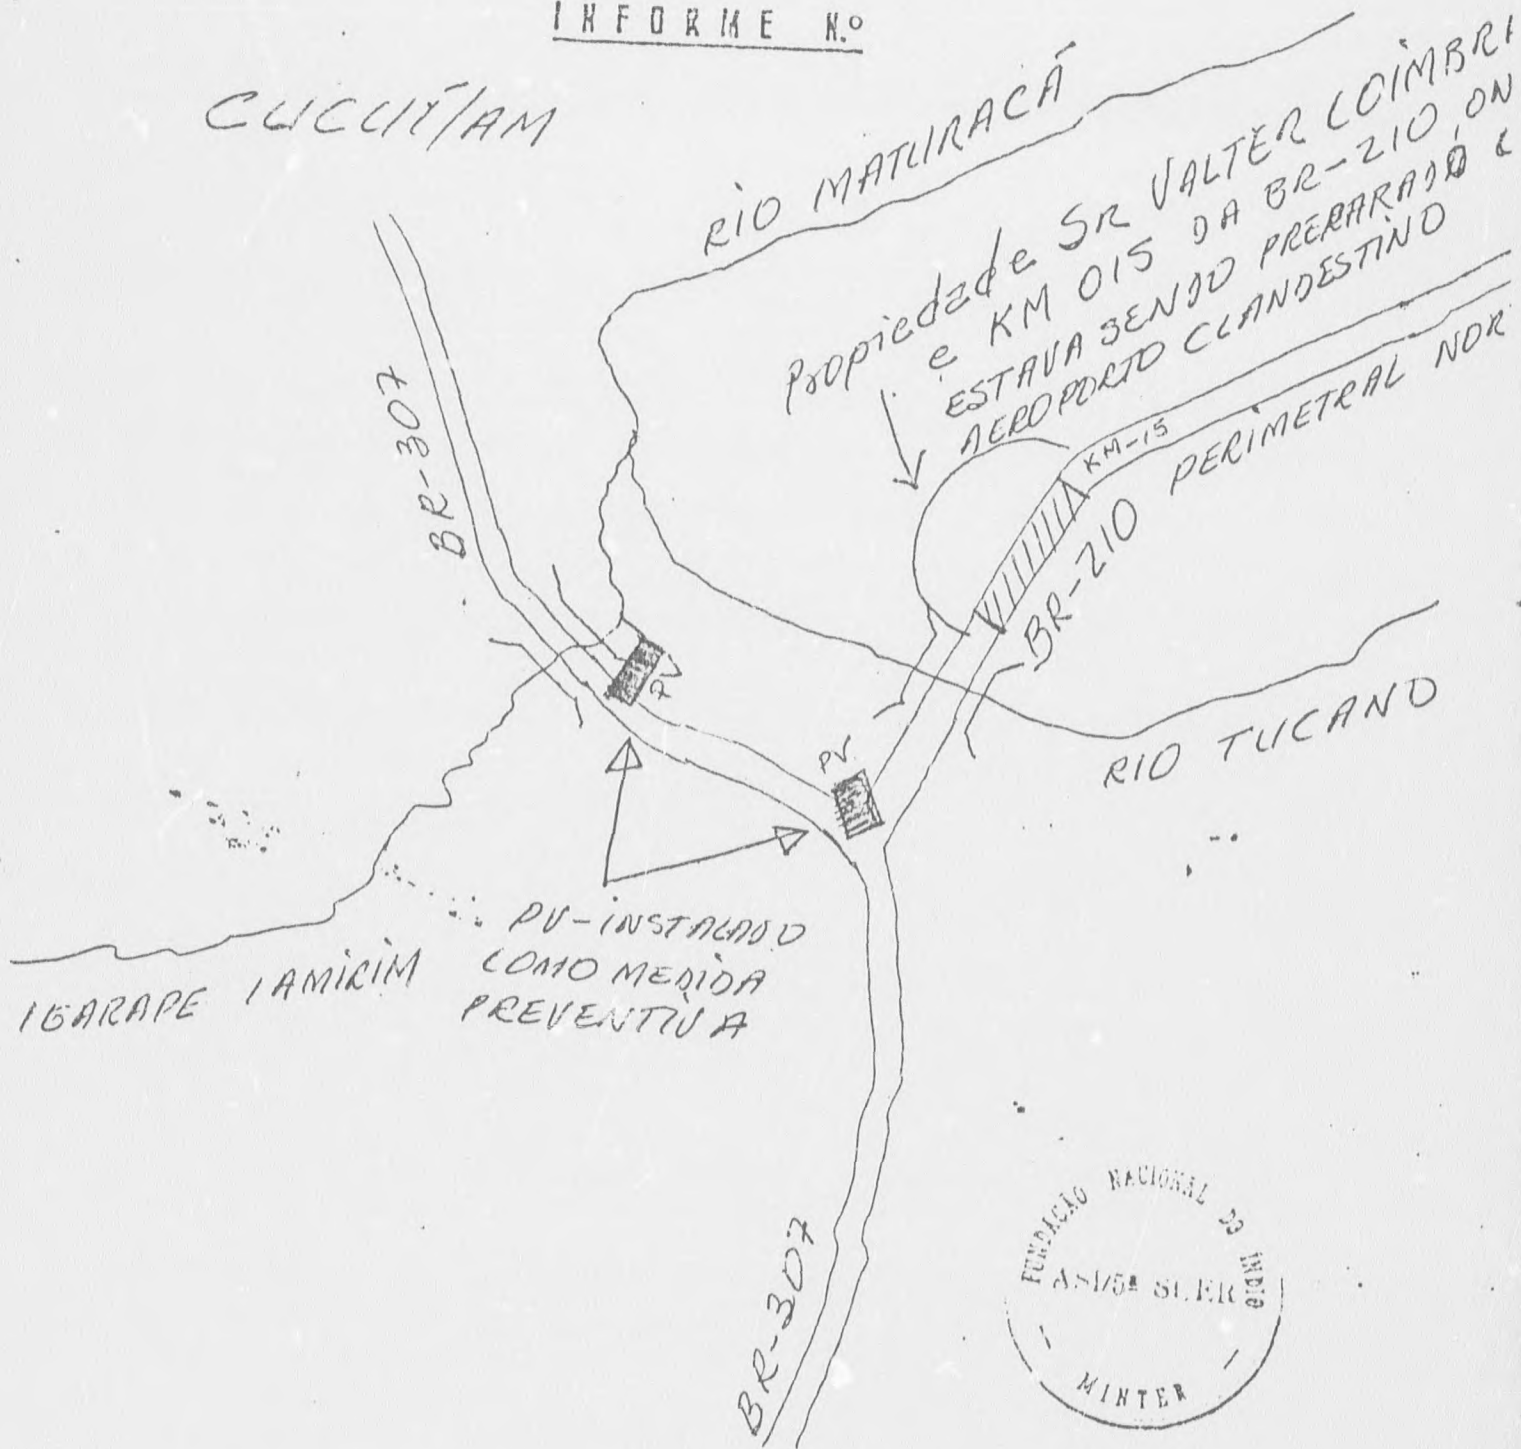 INFORME N.º
CUCUÍ/AM
RIO MATURACÁ
Propiedade SR VALTER COIMBRA
e KM 015 DA BR-210, ON
ESTAVA SENDO PREPARADO
AEROPORTO CLANDESTINO
KM-15
BR-307
BR-210 PERIMETRAL NOR
PV
PV
RIO TUCANO
PV-INSTALADO
COMO MEDIDA
PREVENTIVA
IGARAPE IAMIRIM
BR-307
FUNDAÇÃO NACIONAL DO ÍNDIO
ASI/5ª SUER
MINTER